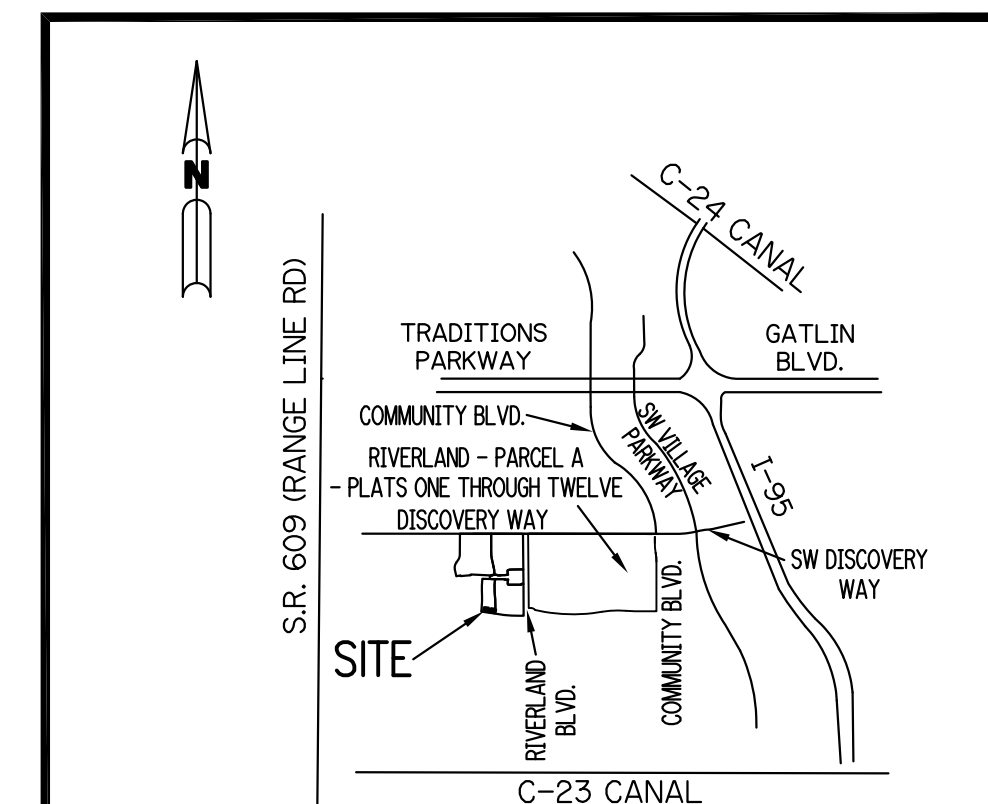 N
C-24 CANAL
S.R. 609 (RANGE LINE RD)
TRADITIONS
PARKWAY
GATLIN
BLVD.
COMMUNITY BLVD.
SW VILLAGE
PARKWAY
RIVERLAND - PARCEL A
- PLATS ONE THROUGH TWELVE
DISCOVERY WAY
I-95
SW DISCOVERY
WAY
SITE
RIVERLAND
BLVD.
COMMUNITY BLVD.
C-23 CANAL